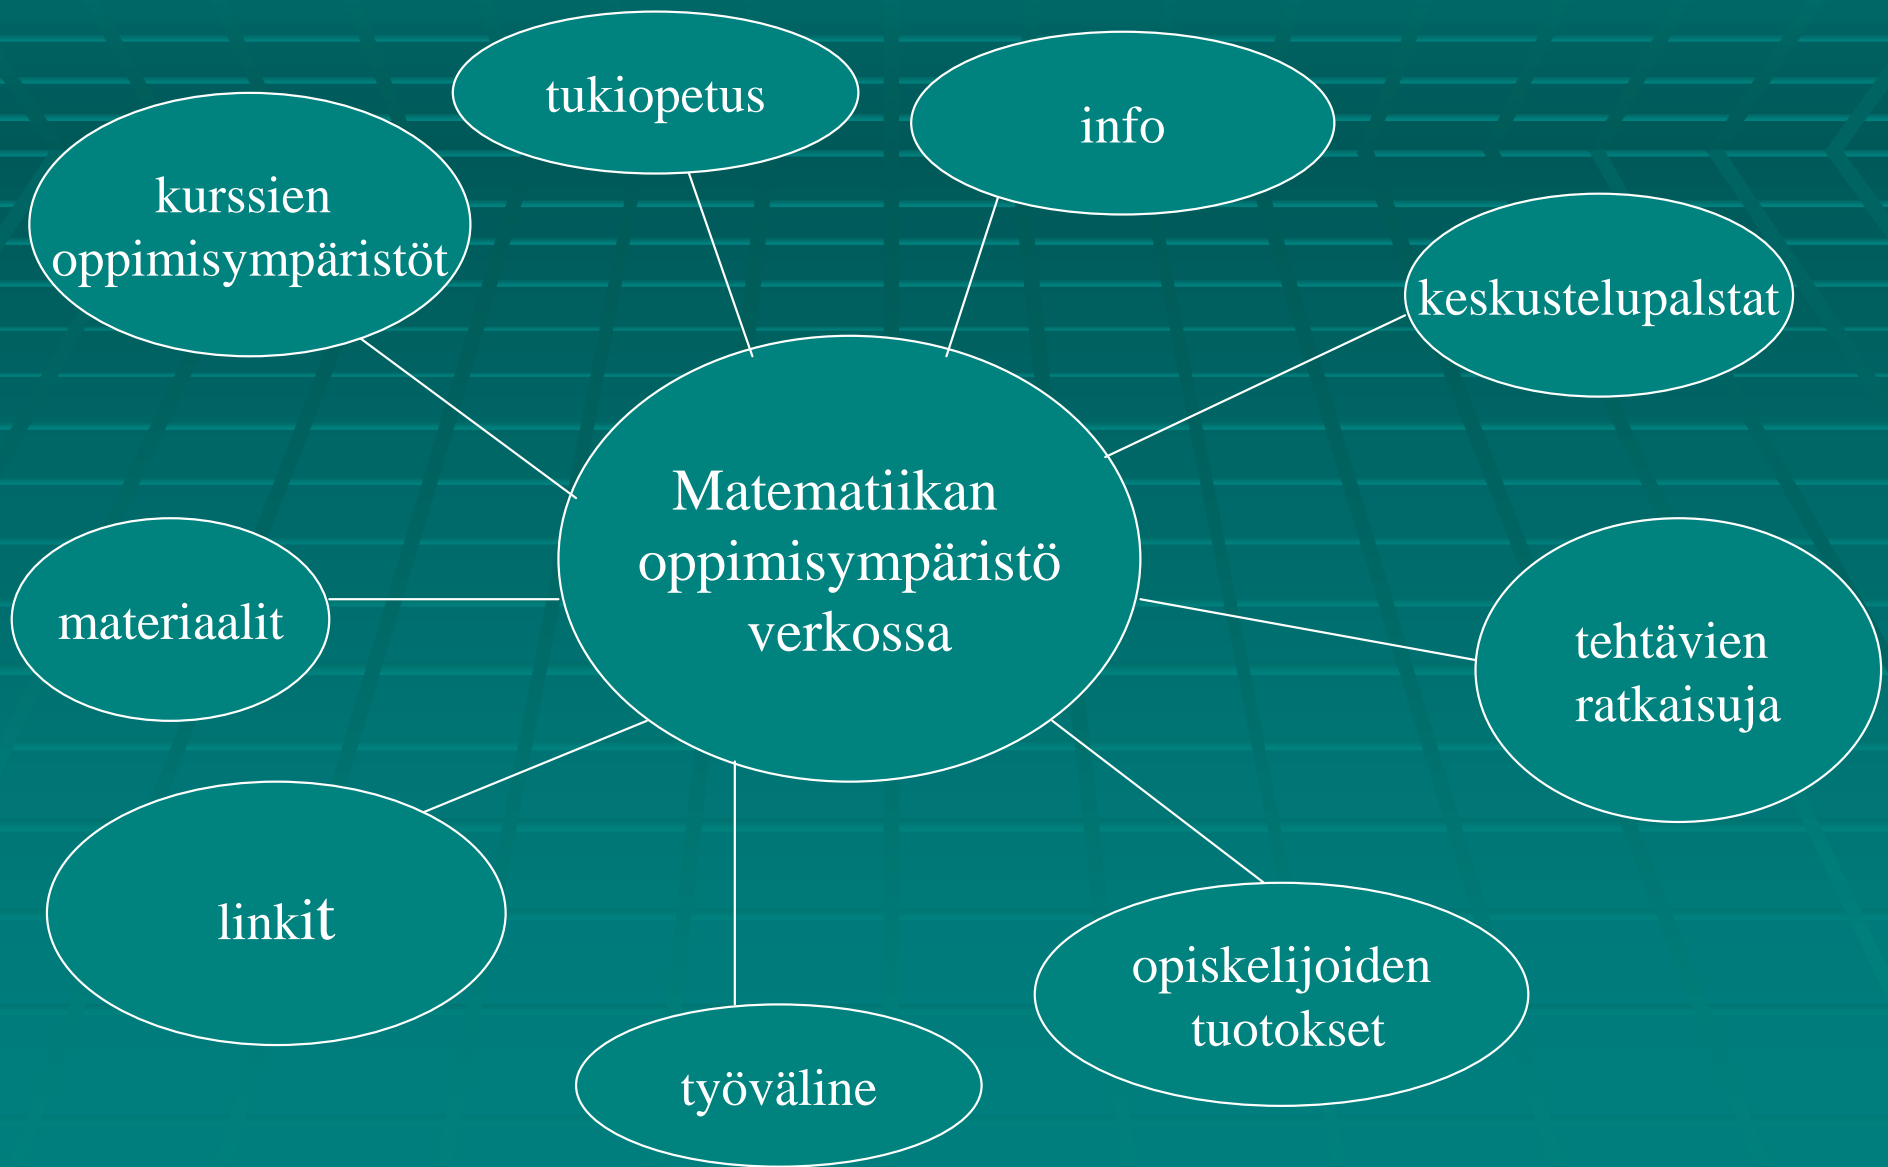 tukiopetus
info
kurssien
oppimisympäristöt
keskustelupalstat
Matematiikan
oppimisympäristö
verkossa
materiaalit
tehtävien
ratkaisuja
linkit
opiskelijoiden
tuotokset
työväline